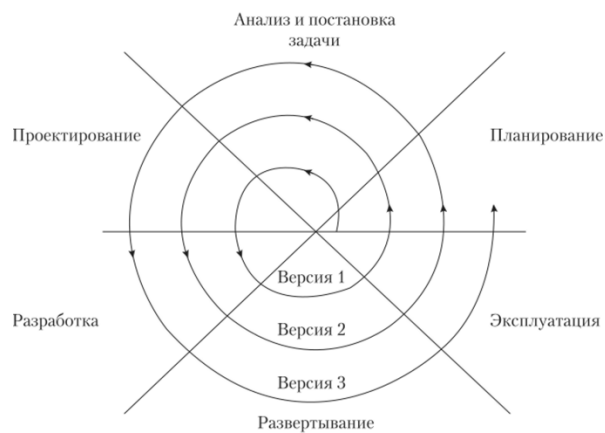 Анализ и постановка
задачи
Проектирование
Планирование
Версия 1
Разработка
Версия 2
Эксплуатация
Версия 3
Развертывание